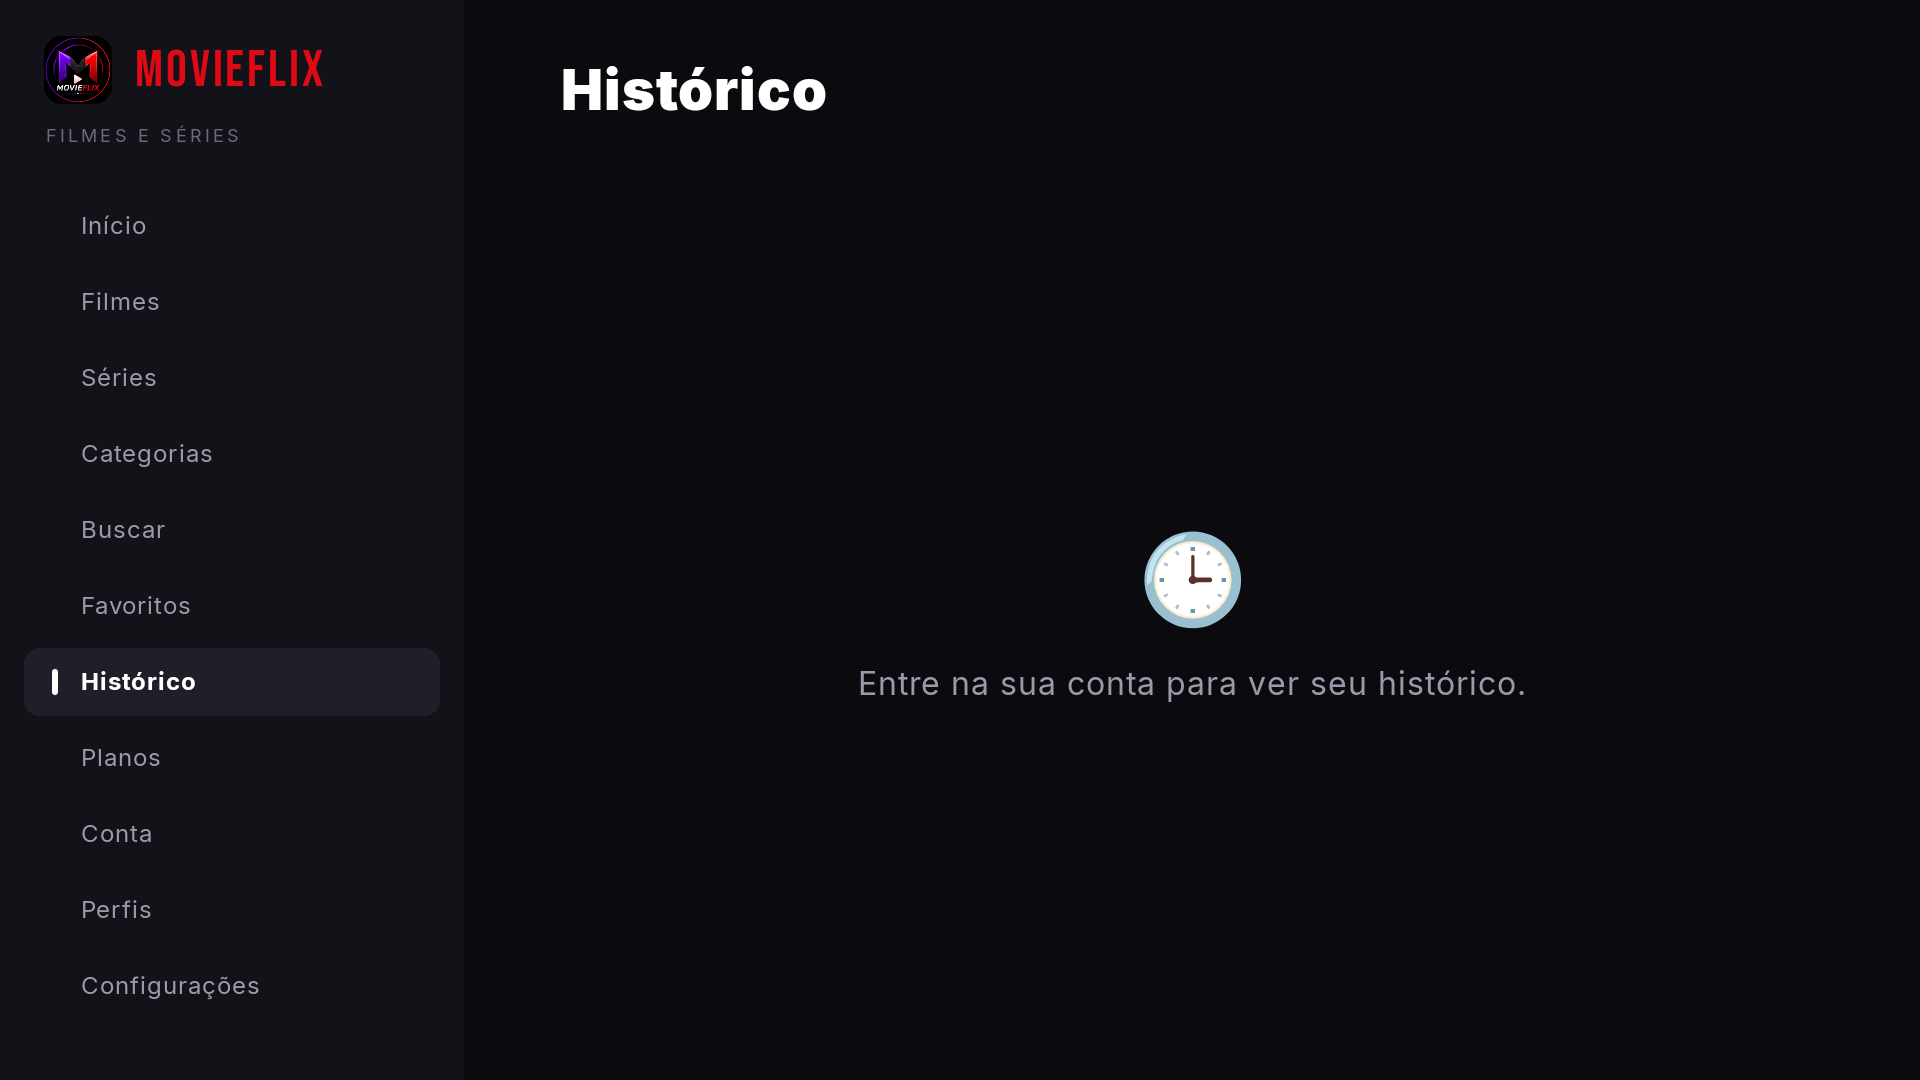 MOVIEFLIX
MOVIEFLIX
FILMES E SÉRIES
Início
Filmes
Séries
Categorias
Buscar
Favoritos
Histórico
Planos
Conta
Perfis
Configurações
Histórico
Entre na sua conta para ver seu histórico.